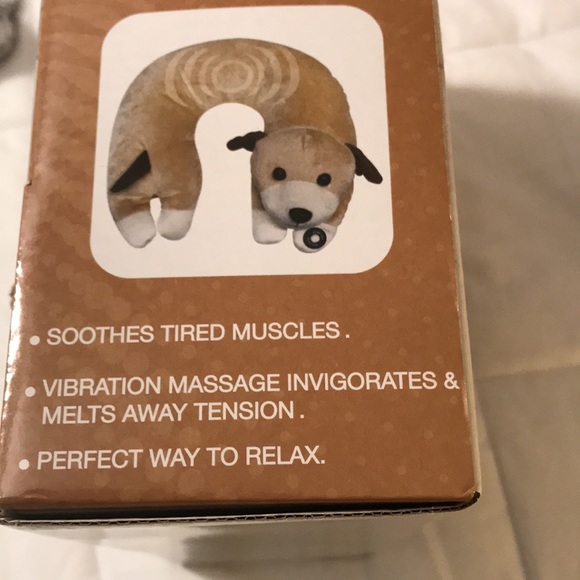 • SOOTHES TIRED MUSCLES.
• VIBRATION MASSAGE INVIGORATES &
MELTS AWAY TENSION.
• PERFECT WAY TO RELAX.